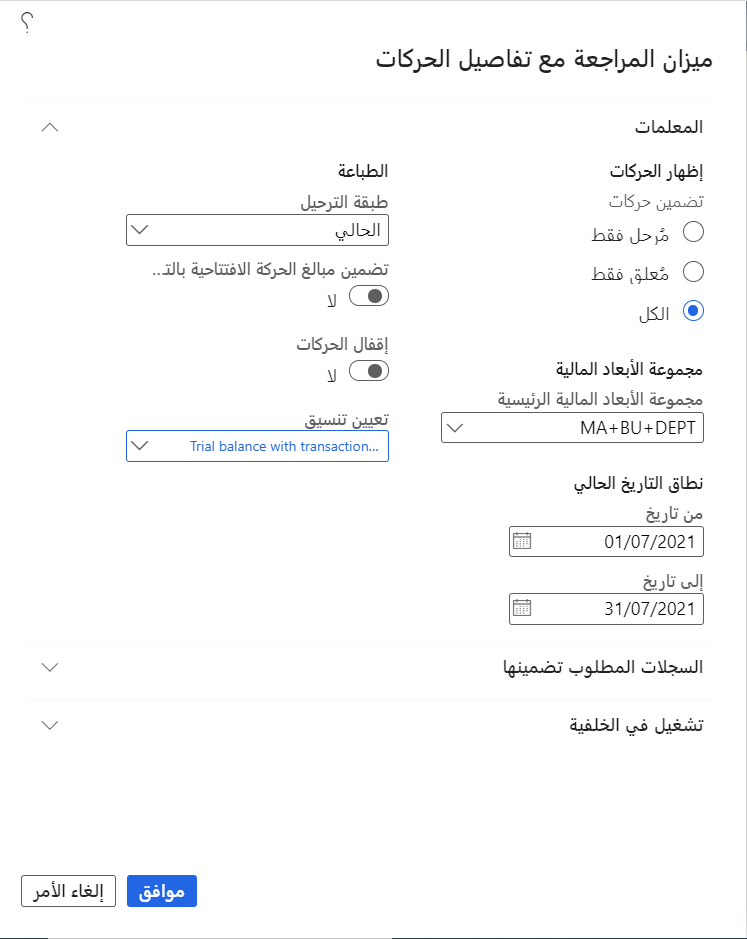 ؟
ميزان المراجعة مع تفاصيل الحركات
المعلمات
إظهار الحركات
تضمين حركات
مُرحل فقط
مُعلق فقط
الكل
مجموعة الأبعاد المالية
مجموعة الأبعاد المالية الرئيسية
MA+BU+DEPT
نطاق التاريخ الحالي
من تاريخ
01/07/2021
إلى تاريخ
31/07/2021
الطباعة
طبقة الترحيل
الحالي
تضمين مبالغ الحركة الافتتاحية بالتـ...
لا
إقفال الحركات
لا
تعيين تنسيق
Trial balance with transaction...
السجلات المطلوب تضمينها
تشغيل في الخلفية
موافق
إلغاء الأمر